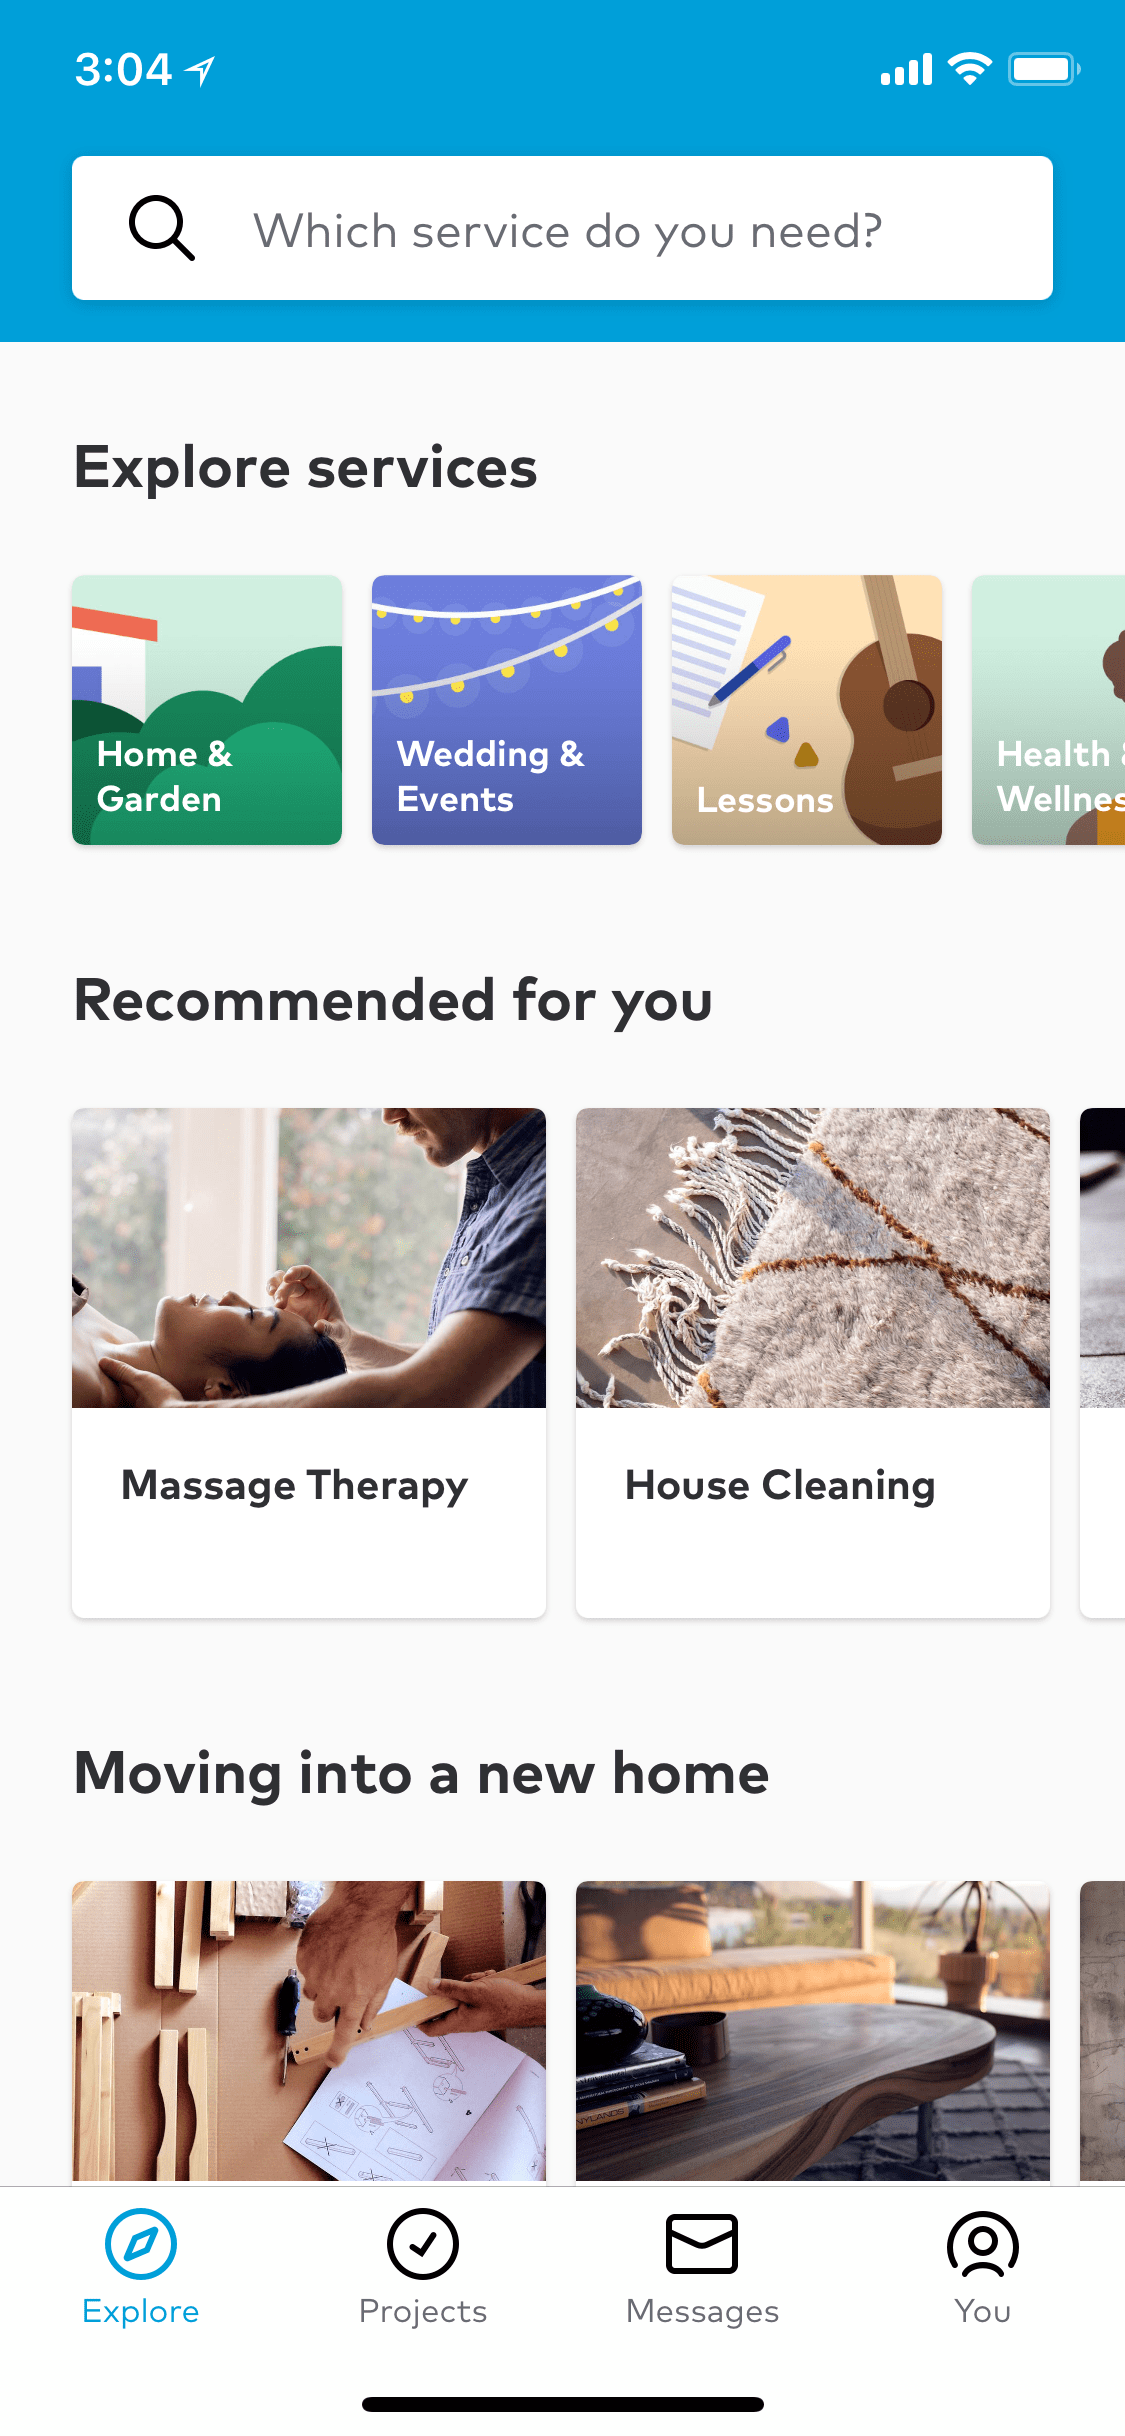 3:04
Which service do you need?
Explore services
Home &
Garden
Wedding &
Events
Lessons
Health &
Wellnes
Recommended for you
Massage Therapy
House Cleaning
Moving into a new home
Explore
Projects
Messages
You